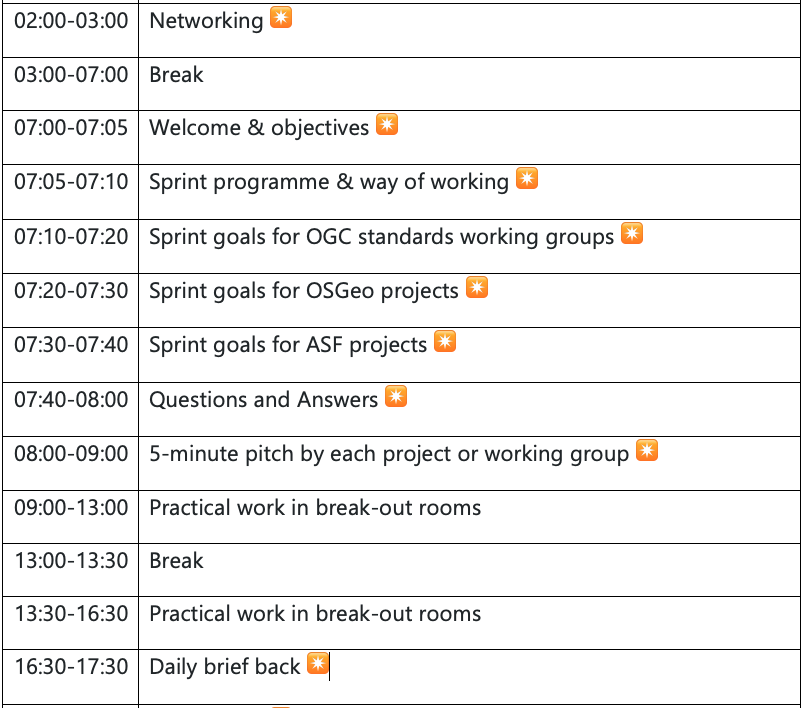 02:00-03:00 Networking ✴️
03:00-07:00 Break
07:00-07:05 Welcome & objectives ✴️
07:05-07:10 Sprint programme & way of working ✴️
07:10-07:20 Sprint goals for OGC standards working groups ✴️
07:20-07:30 Sprint goals for OSGeo projects ✴️
07:30-07:40 Sprint goals for ASF projects ✴️
07:40-08:00 Questions and Answers ✴️
08:00-09:00 5-minute pitch by each project or working group ✴️
09:00-13:00 Practical work in break-out rooms
13:00-13:30 Break
13:30-16:30 Practical work in break-out rooms
16:30-17:30 Daily brief back ✴️